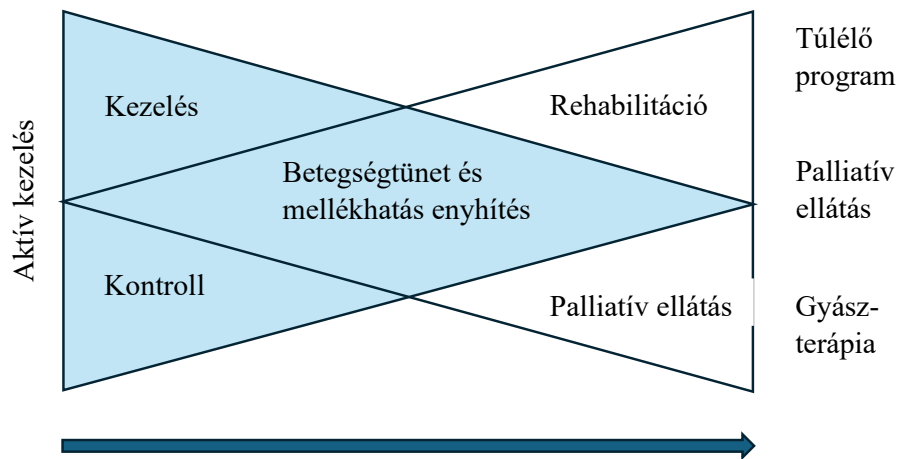 Aktív kezelés
Kezelés
Kontroll
Betegségtünet és
mellékhatás enyhítés
Rehabilitáció
Palliatív ellátás
Túlélő
program
Palliatív
ellátás
Gyász-
terápia